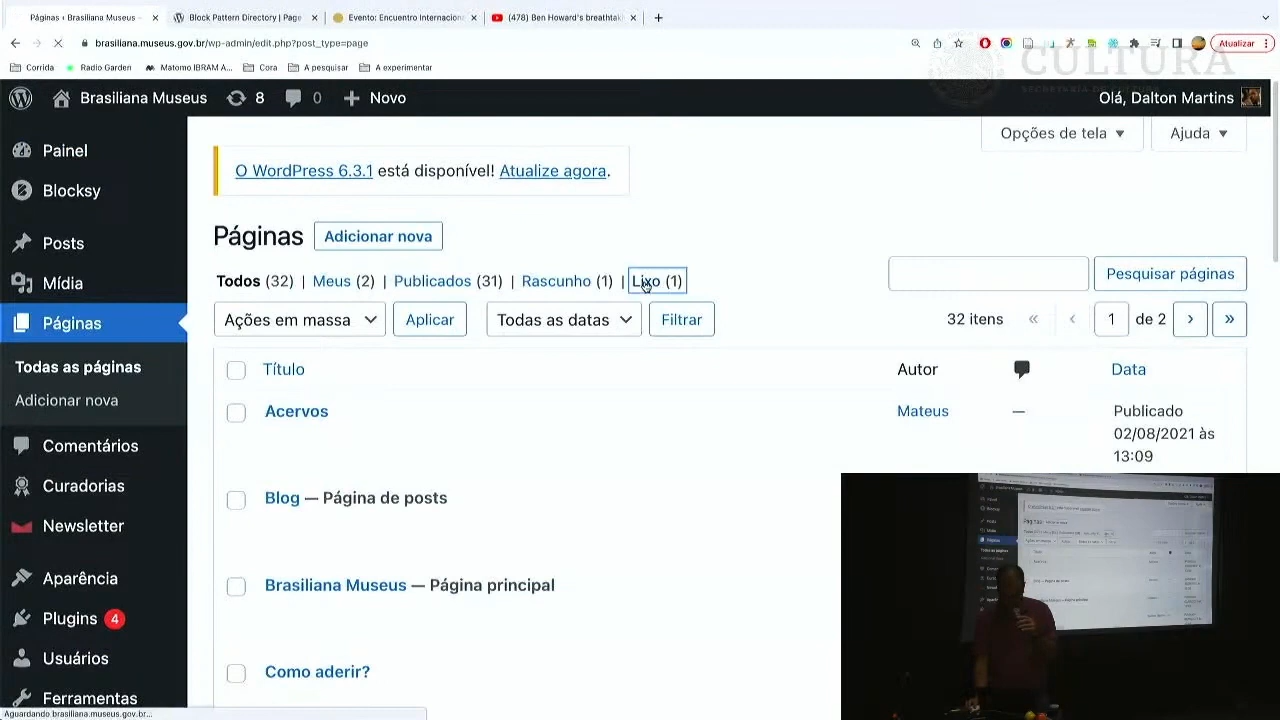 Páginas ‹ Brasiliana Museus –
Block Pattern Directory | Page
Evento: Encuentro Internacion
(478) Ben Howard's breathtak
brasiliana.museus.gov.br/wp-admin/edit.php?post_type=page
Atualizar
Corrida
Radio Garden
Matomo IBRAM A...
Cora
A pesquisar
A experimentar
CULTURA
Brasiliana Museus
8
0
Novo
Olá, Dalton Martins
Painel
Blocksy
Posts
Mídia
Páginas
Todas as páginas
Adicionar nova
Comentários
Curadorias
Newsletter
Aparência
Plugins 4
Usuários
Ferramentas
Aguardando brasiliana.museus.gov.br...
Opções de tela
Ajuda
O WordPress 6.3.1 está disponível! Atualize agora.
Páginas
Adicionar nova
Todos (32) | Meus (2) | Publicados (31) | Rascunho (1) | Lixo (1)
Pesquisar páginas
Ações em massa
Aplicar
Todas as datas
Filtrar
32 itens « ‹ 1 de 2 › »
Título
Autor
Data
Acervos
Mateus
—
Publicado
02/08/2021 às
13:09
Blog — Página de posts
Brasiliana Museus — Página principal
Como aderir?